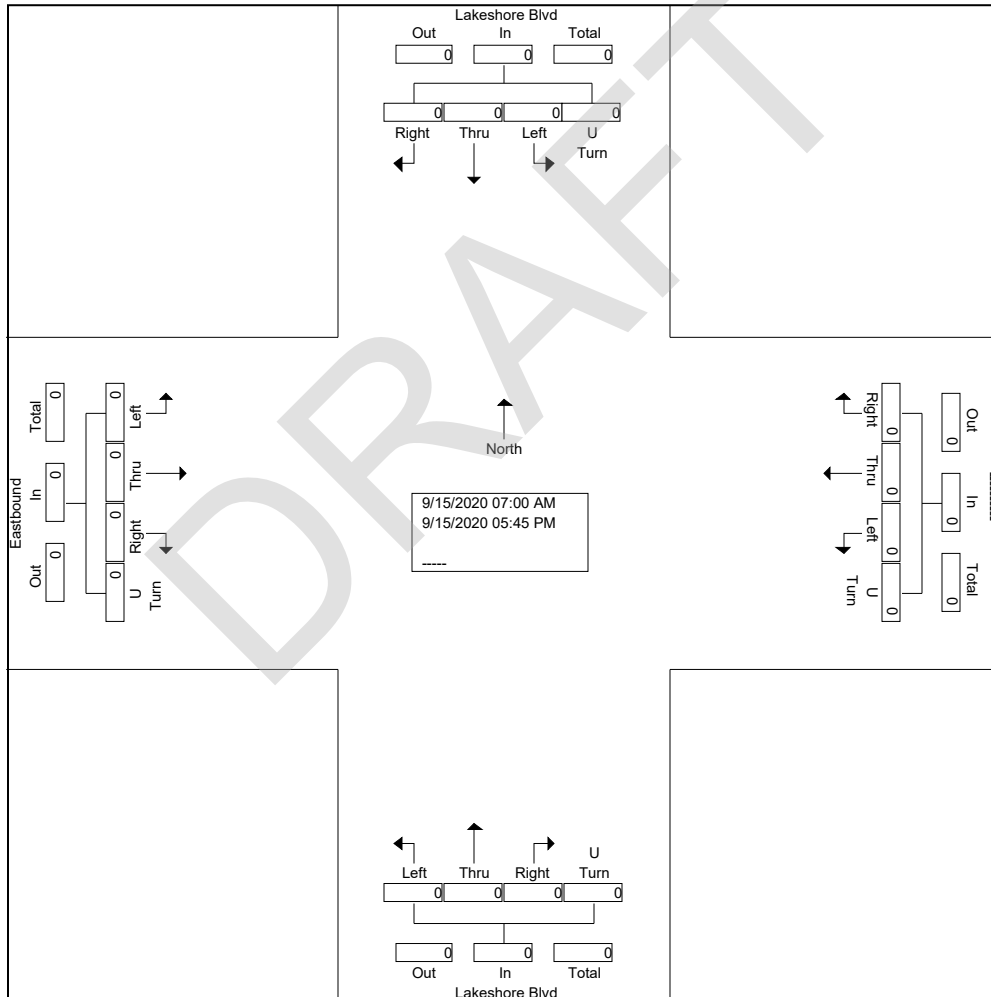 Lakeshore Blvd
Out In Total
0 0 0
0 0 0 0
Right Thru Left U
Turn
DRAFT
Eastbound
Total In Out
0 0 0
0 0 0 0
Left Thru Right U
Turn
North
9/15/2020 07:00 AM
9/15/2020 05:45 PM
-----
Right Thru Left U
Turn
0 0 0 0
0 0 0
Out In Total
U
Left Thru Right Turn
0 0 0 0
0 0 0
Out In Total
Lakeshore Blvd